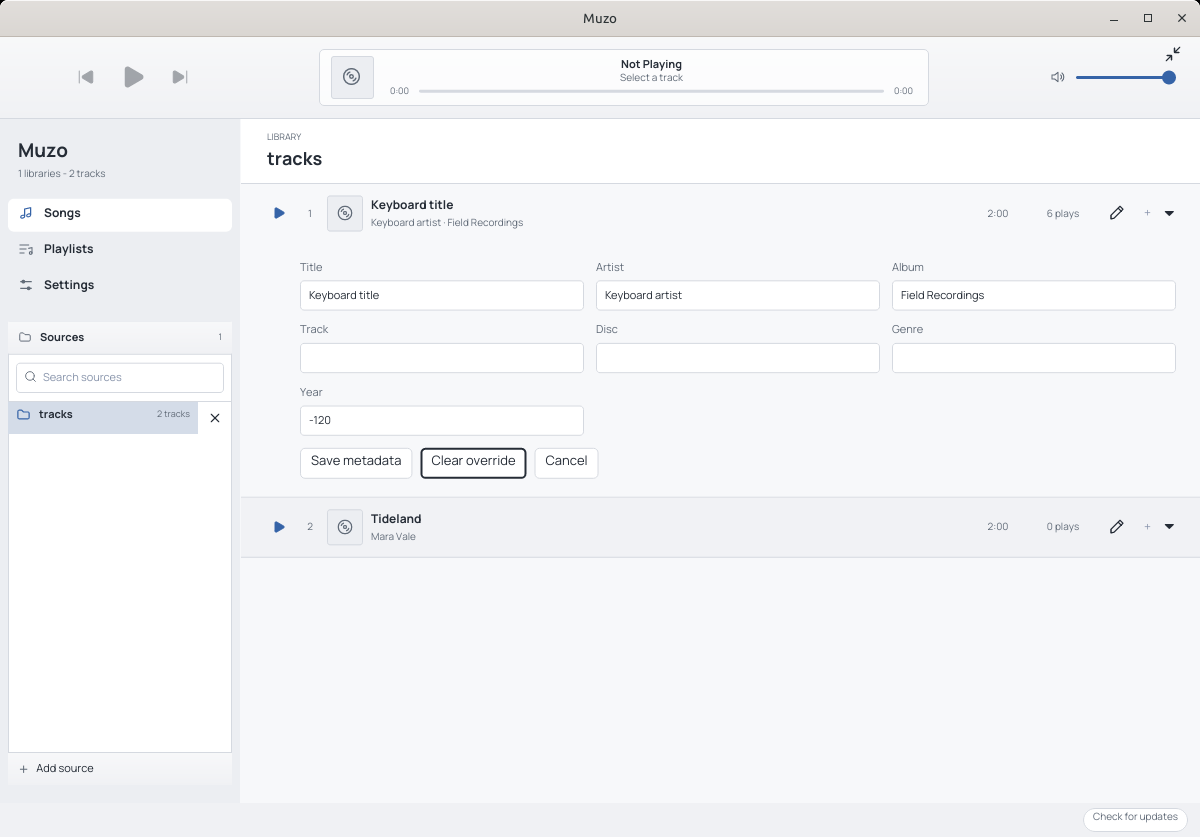 Muzo
Not Playing
Select a track
0:00
0:00
Muzo
1 libraries - 2 tracks
Songs
Playlists
Settings
Sources 1
Search sources
tracks 2 tracks
Add source
LIBRARY
tracks
1 Keyboard title 2:00 6 plays
Keyboard artist · Field Recordings
Title Artist Album
Keyboard title Keyboard artist Field Recordings
Track Disc Genre
Year
-120
Save metadata Clear override Cancel
2 Tideland 2:00 0 plays
Mara Vale
Check for updates